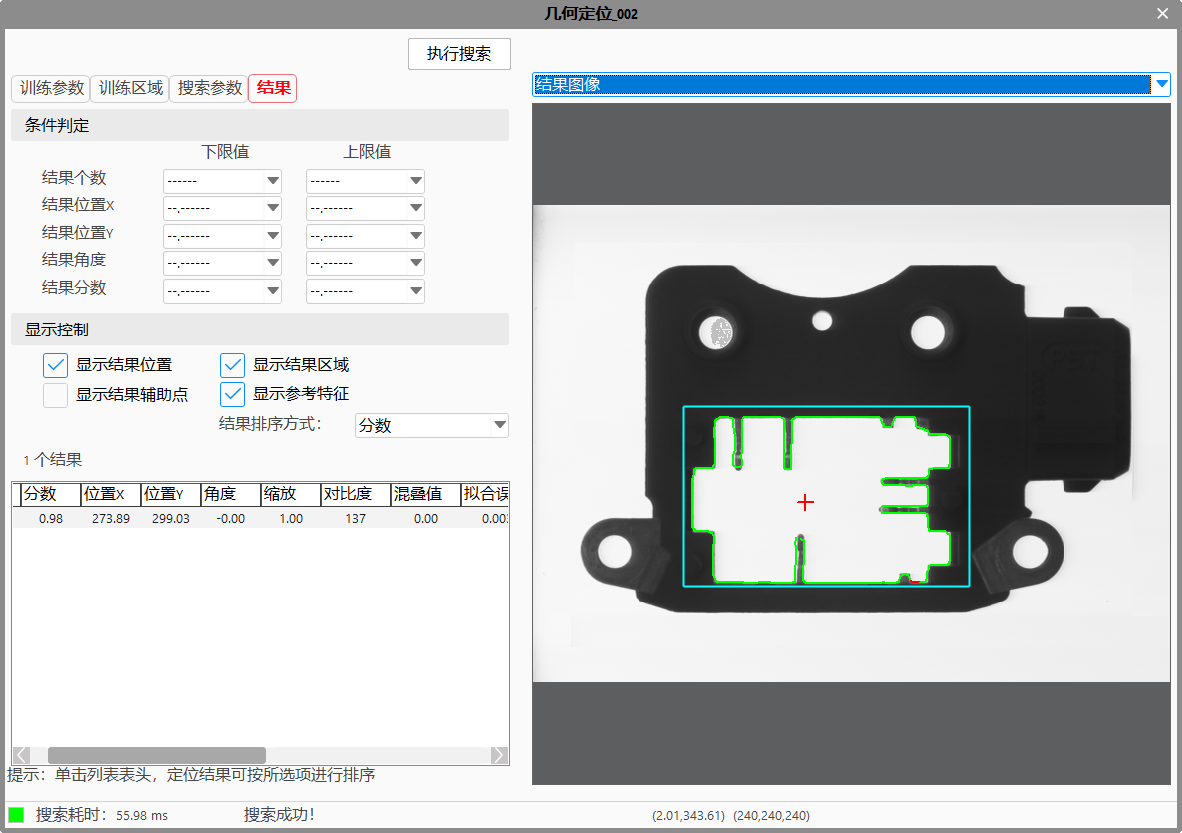 几何定位_002
执行搜索
训练参数 训练区域 搜索参数 结果
结果图像
条件判定
下限值 上限值
结果个数 ------ ------
结果位置X --.------ --.------
结果位置Y --.------ --.------
结果角度 --.------ --.------
结果分数 --.------ --.------
显示控制
显示结果位置 显示结果区域
显示结果辅助点 显示参考特征
结果排序方式: 分数
1 个结果
分数 位置X 位置Y 角度 缩放 对比度 混叠值 拟合误
0.98 273.89 299.03 -0.00 1.00 137 0.00 0.00
提示: 单击列表表头, 定位结果可按所选项进行排序
搜索耗时: 55.98 ms 搜索成功! (2.01,343.61) (240,240,240)